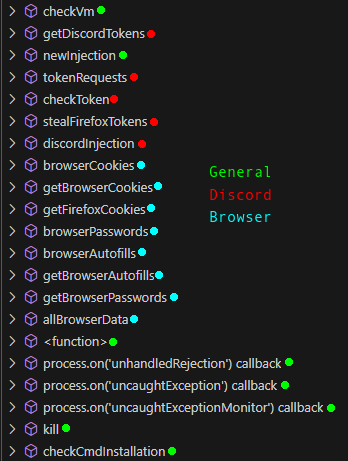 checkVm
getDiscordTokens
newInjection
tokenRequests
checkToken
stealFirefoxTokens
discordInjection
browserCookies
getBrowserCookies
getFirefoxCookies
browserPasswords
browserAutofills
getBrowserAutofills
getBrowserPasswords
allBrowserData
<function>
process.on('unhandledRejection') callback
process.on('uncaughtException') callback
process.on('uncaughtExceptionMonitor') callback
kill
checkCmdInstallation
General
Discord
Browser